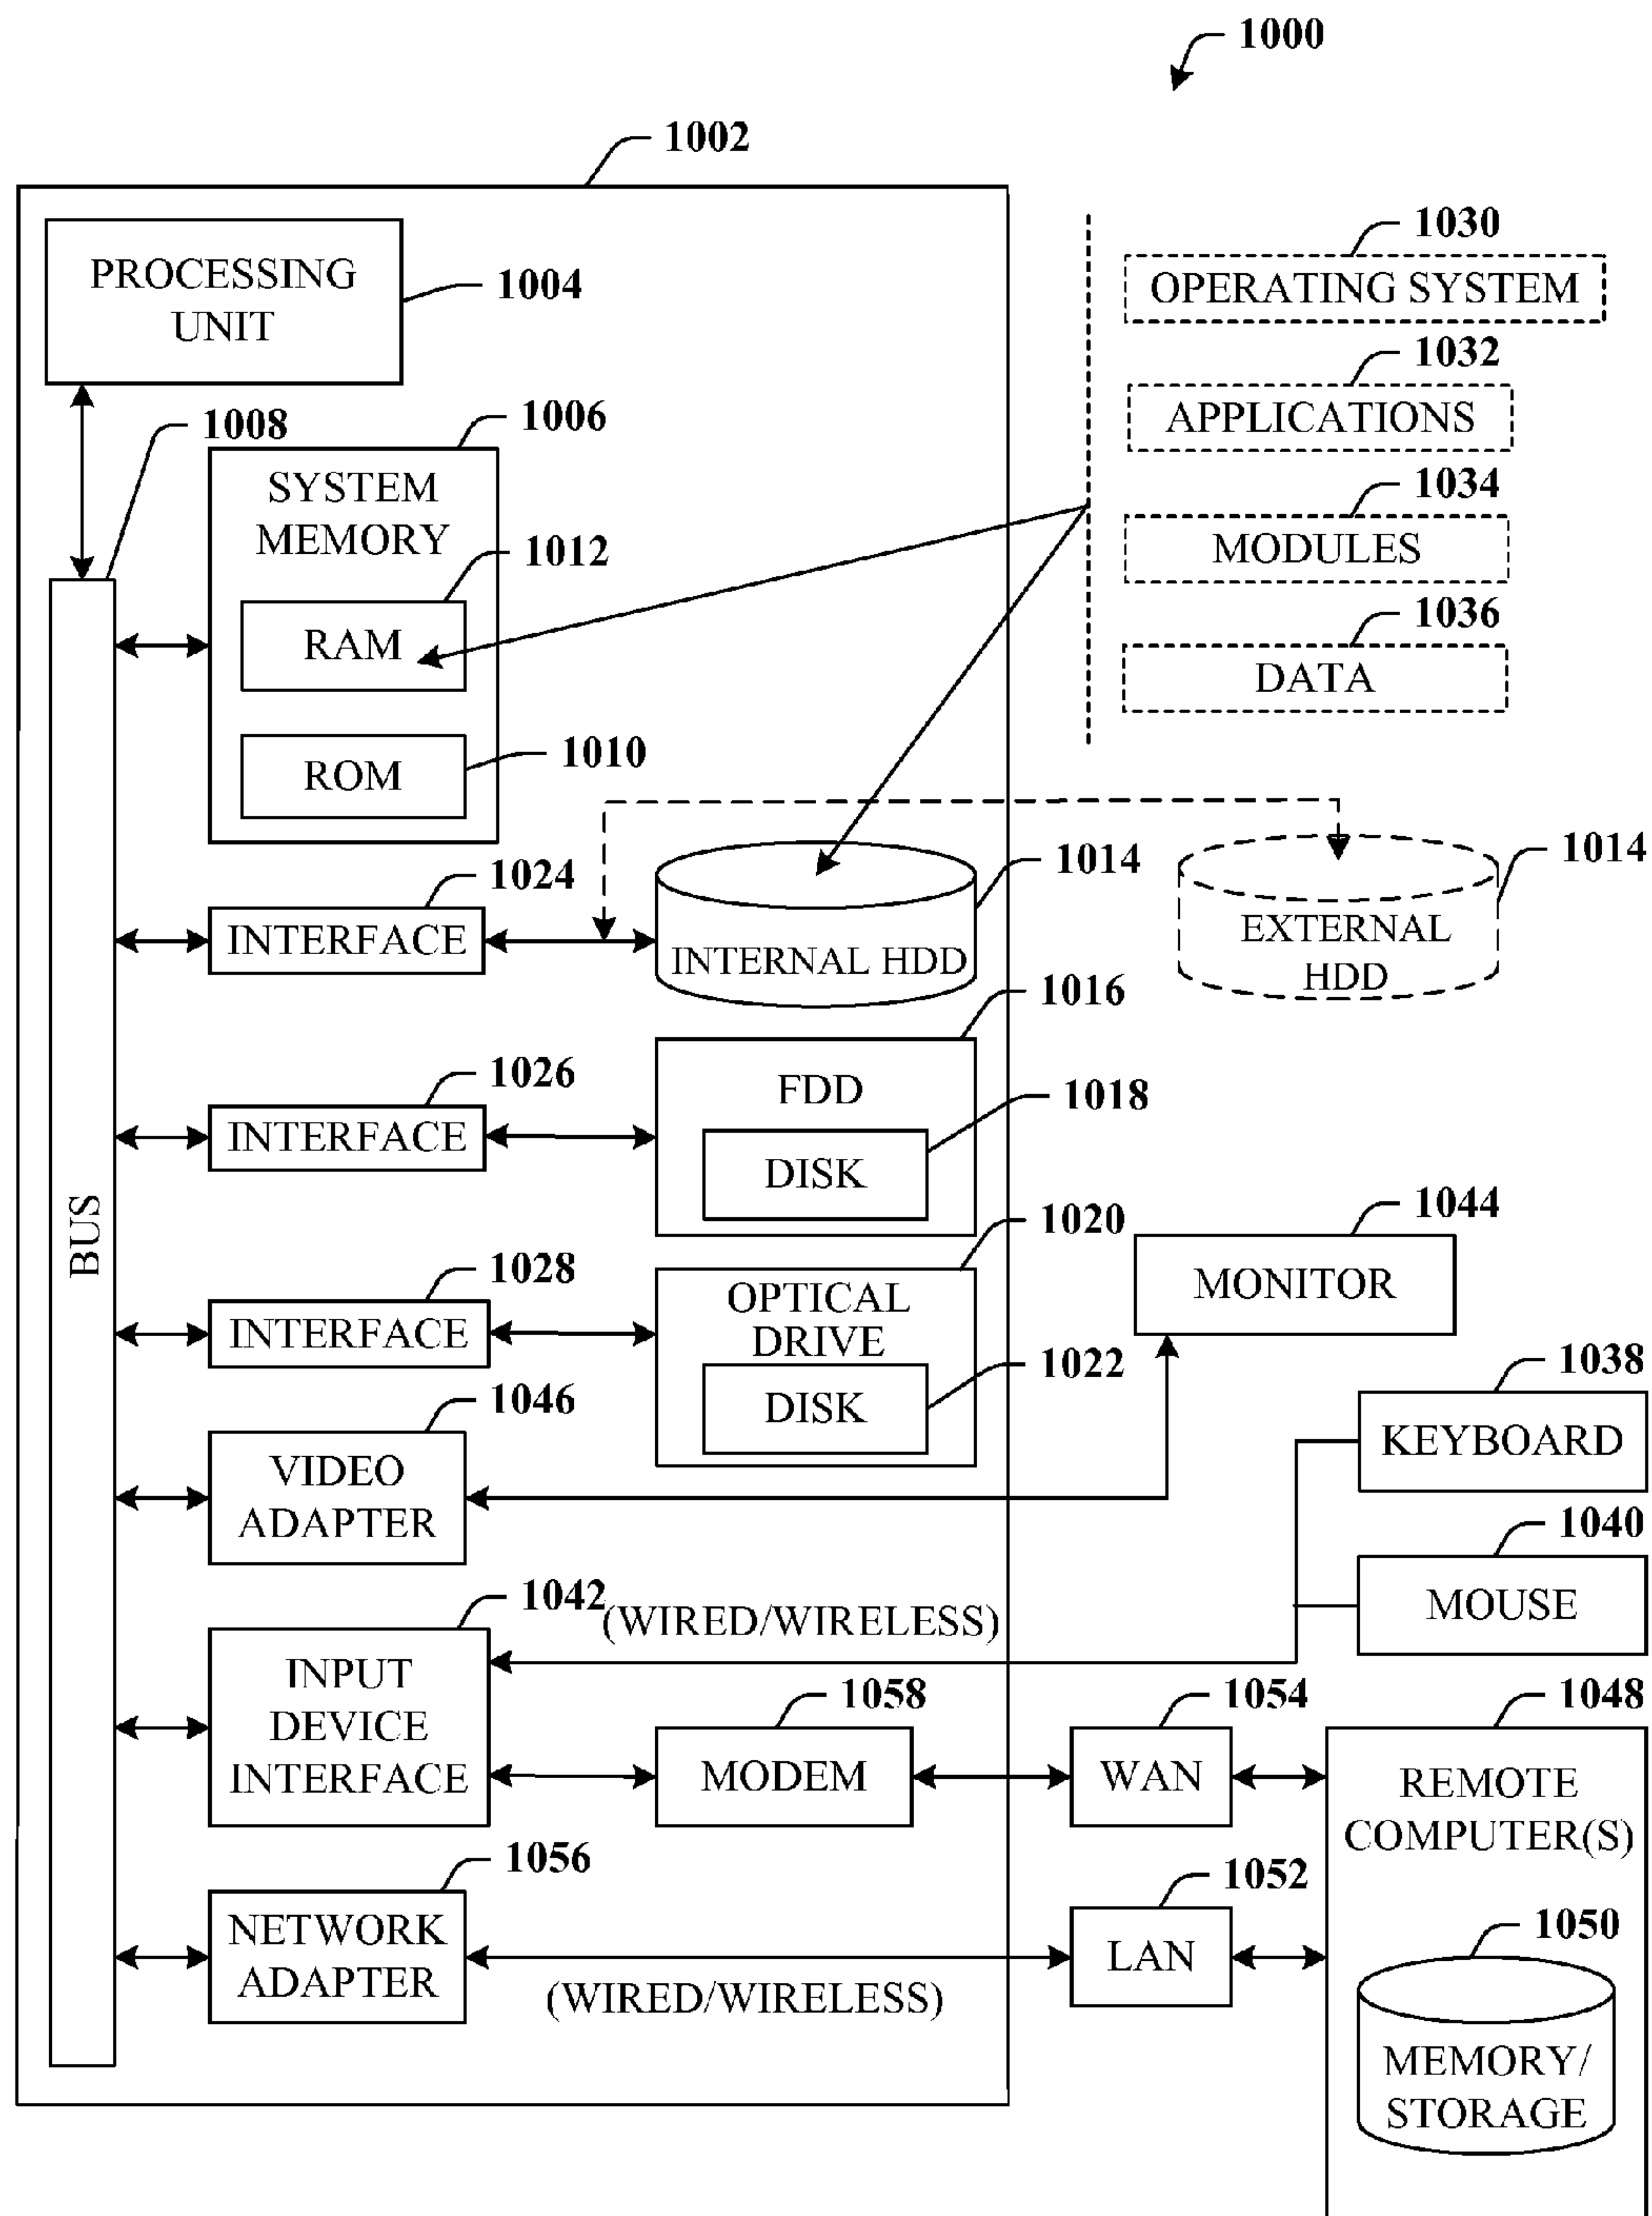 1000
1002
PROCESSING
UNIT
1004
1030
OPERATING SYSTEM
1032
APPLICATIONS
1034
MODULES
1036
DATA
1008
1006
SYSTEM
MEMORY
1012
RAM
1010
ROM
BUS
1024
INTERFACE
1014
INTERNAL HDD
1014
EXTERNAL
HDD
1026
INTERFACE
1016
FDD
1018
DISK
1028
INTERFACE
1020
OPTICAL
DRIVE
1022
DISK
1044
MONITOR
1046
VIDEO
ADAPTER
1038
KEYBOARD
1040
MOUSE
1042
(WIRED/WIRELESS)
INPUT
DEVICE
INTERFACE
1058
MODEM
1054
WAN
1048
REMOTE
COMPUTER(S)
1056
NETWORK
ADAPTER
(WIRED/WIRELESS)
1052
LAN
1050
MEMORY/
STORAGE